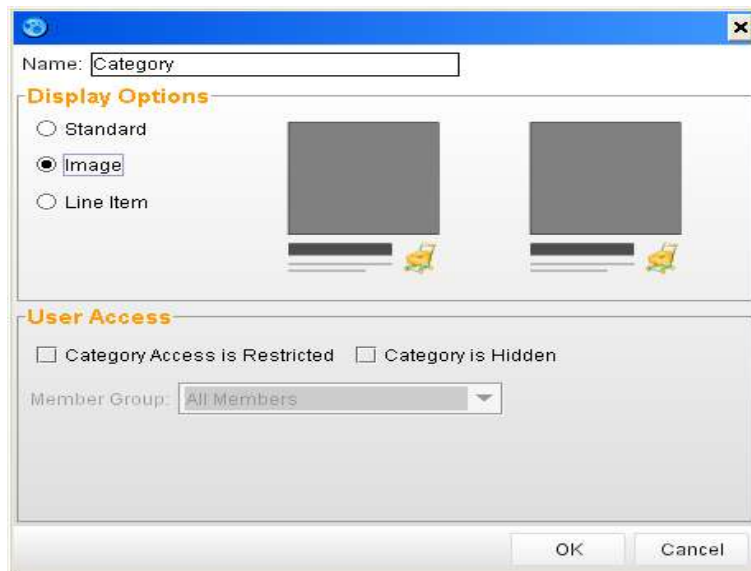 Name: Category
Display Options
Standard
Image
Line Item
User Access
Category Access is Restricted Category is Hidden
Member Group: All Members
OK Cancel